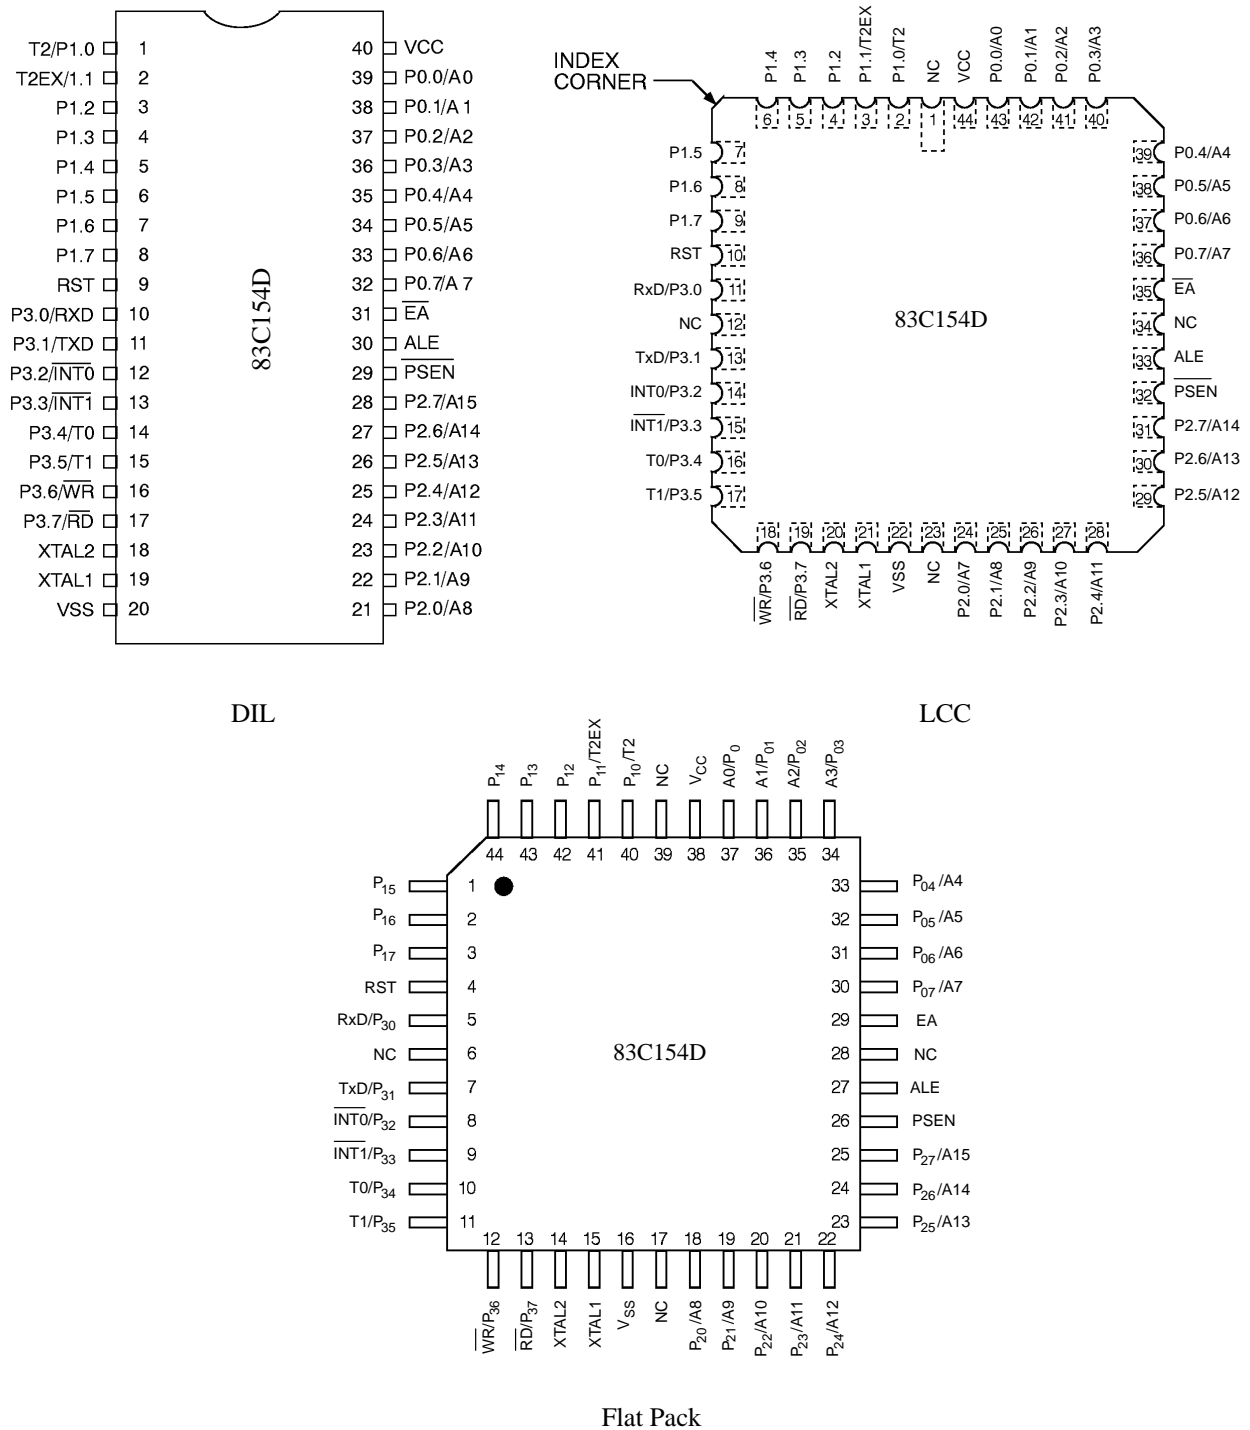 T2/P1.0 1 40 VCC
T2EX/1.1 2 39 P0.0/A0
P1.2 3 38 P0.1/A 1
P1.3 4 37 P0.2/A2
P1.4 5 36 P0.3/A3
P1.5 6 35 P0.4/A4
P1.6 7 34 P0.5/A5
P1.7 8 33 P0.6/A6
RST 9 32 P0.7/A 7
P3.0/RXD 10 31 EA
P3.1/TXD 11 30 ALE
P3.2/INT0 12 29 PSEN
P3.3/INT1 13 28 P2.7/A15
P3.4/T0 14 27 P2.6/A14
P3.5/T1 15 26 P2.5/A13
P3.6/WR 16 25 P2.4/A12
P3.7/RD 17 24 P2.3/A11
XTAL2 18 23 P2.2/A10
XTAL1 19 22 P2.1/A9
VSS 20 21 P2.0/A8
83C154D
DIL
INDEX
CORNER
P1.4 P1.3 P1.2 P1.1/T2EX P1.0/T2 NC VCC P0.0/A0 P0.1/A1 P0.2/A2 P0.3/A3
6 5 4 3 2 1 44 43 42 41 40
P1.5 7 39 P0.4/A4
P1.6 8 38 P0.5/A5
P1.7 9 37 P0.6/A6
RST 10 36 P0.7/A7
RxD/P3.0 11 35 EA
NC 12 34 NC
TxD/P3.1 13 33 ALE
INT0/P3.2 14 32 PSEN
INT1/P3.3 15 31 P2.7/A14
T0/P3.4 16 30 P2.6/A13
T1/P3.5 17 29 P2.5/A12
83C154D
18 19 20 21 22 23 24 25 26 27 28
WR/P3.6 RD/P3.7 XTAL2 XTAL1 VSS NC P2.0/A7 P2.1/A8 P2.2/A9 P2.3/A10 P2.4/A11
LCC
P14 P13 P12 P11/T2EX P10/T2 NC VCC A0/P0 A1/P01 A2/P02 A3/P03
44 43 42 41 40 39 38 37 36 35 34
P15 1 33 P04/A4
P16 2 32 P05/A5
P17 3 31 P06/A6
RST 4 30 P07/A7
RxD/P30 5 29 EA
NC 6 28 NC
TxD/P31 7 27 ALE
INT0/P32 8 26 PSEN
INT1/P33 9 25 P27/A15
T0/P34 10 24 P26/A14
T1/P35 11 23 P25/A13
83C154D
12 13 14 15 16 17 18 19 20 21 22
WR/P36 RD/P37 XTAL2 XTAL1 VSS NC P20/A8 P21/A9 P22/A10 P23/A11 P24/A12
Flat Pack